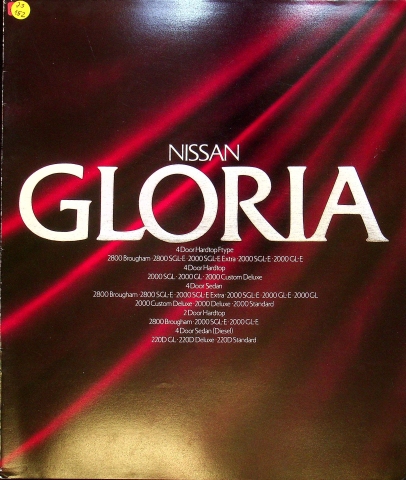 73
152
NISSAN
GLORIA
4 Door Hardtop F type
2800 Brougham·2800 SGL·E·2000 SGL·E Extra·2000 SGL·E·2000 GL·E
4 Door Hardtop
2000 SGL·2000 GL·2000 Custom Deluxe
4 Door Sedan
2800 Brougham·2800 SGL·E·2000 SGL·E Extra·2000 SGL·E·2000 GL·E·2000 GL
2000 Custom Deluxe·2000 Deluxe·2000 Standard
2 Door Hardtop
2800 Brougham·2000 SGL·E·2000 GL·E
4 Door Sedan (Diesel)
220D GL·220D Deluxe·220D Standard